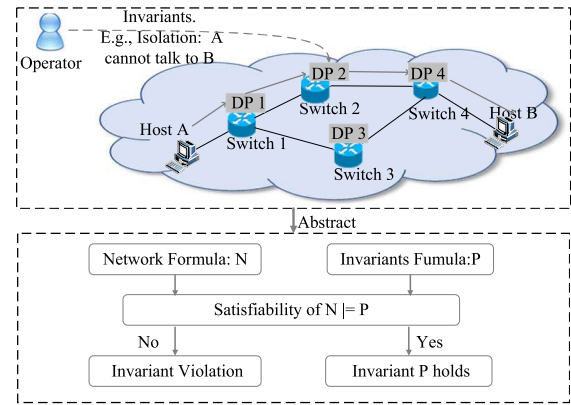 Invariants.
E.g., Isolation: A
cannot talk to B
Operator
DP 2
DP 4
DP 1
Switch 2
Switch 4
Host B
Host A
Switch 1
DP 3
Switch 3
Abstract
Network Formula: N
Invariants Fumula:P
Satisfiability of N |= P
No
Yes
Invariant Violation
Invariant P holds